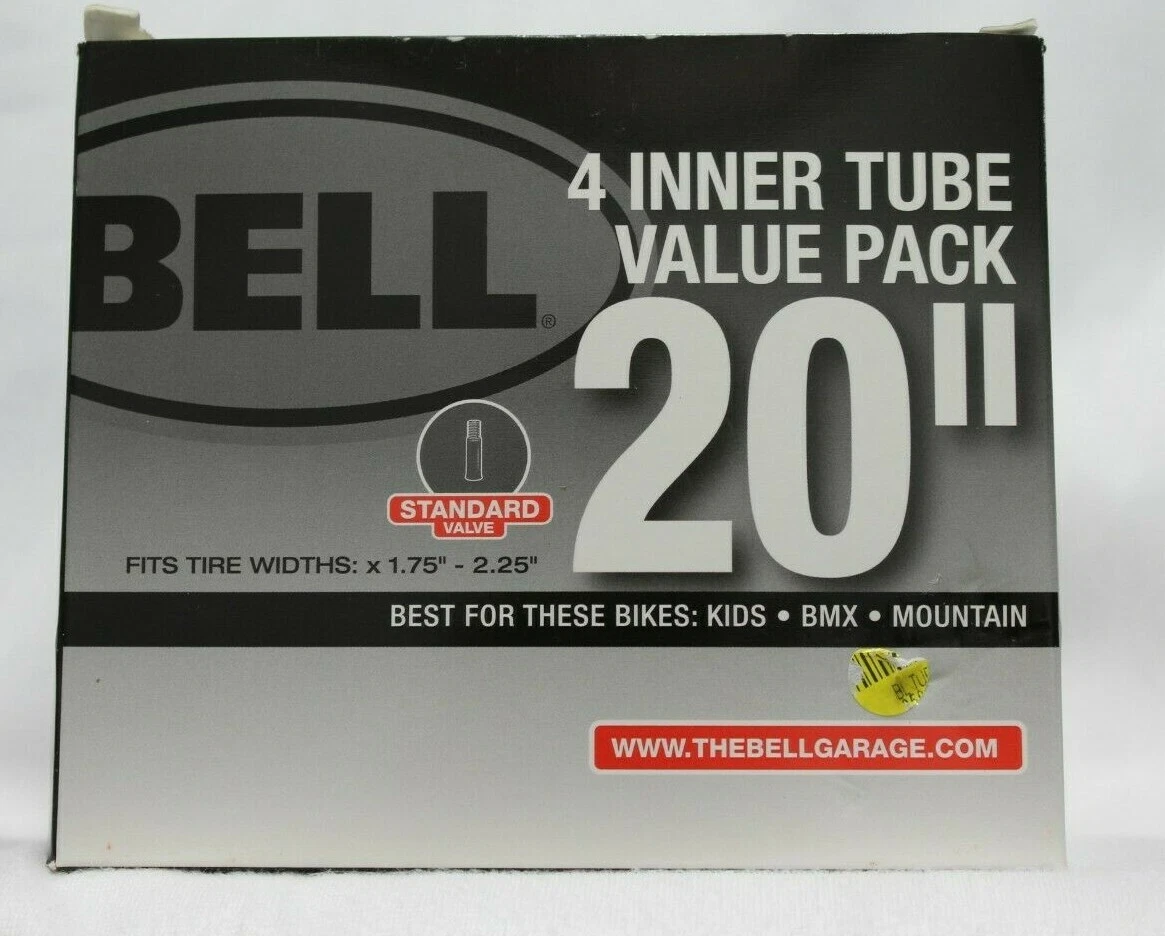 BELL®
4 INNER TUBE
VALUE PACK
20"
STANDARD
VALVE
FITS TIRE WIDTHS: x 1.75" - 2.25"
BEST FOR THESE BIKES: KIDS • BMX • MOUNTAIN
WWW.THEBELLGARAGE.COM